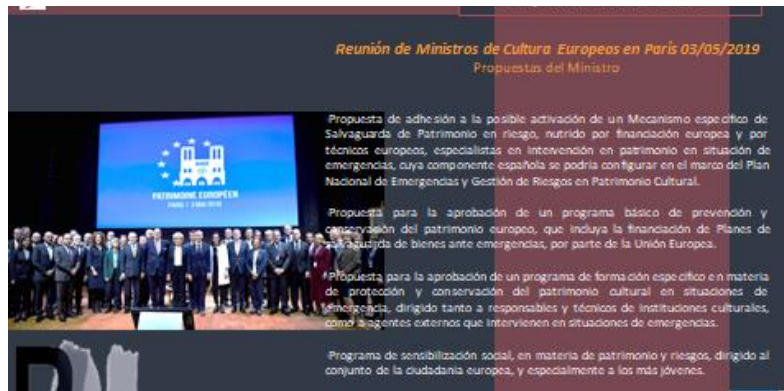 Reunión de Ministros de Cultura Europeos en París 03/05/2019
Propuestas del Ministro
Propuesta de adhesión a la posible activación de un Mecanismo específico de
Salvaguarda de Patrimonio en riesgo, nutrido por financiación europea y por
técnicos europeos, especialistas en intervención en patrimonio en situación de
emergencias, cuya componente española se podría configurar en el marco del Plan
Nacional de Emergencias y Gestión de Riesgos en Patrimonio Cultural.
Propuesta para la aprobación de un programa básico de prevención y
conservación del patrimonio europeo, que incluya la financiación de Planes de
salvaguarda de bienes ante emergencias, por parte de la Unión Europea.
Propuesta para la aprobación de un programa de formación específico en materia
de protección y conservación del patrimonio cultural en situaciones de
emergencia, dirigido tanto a responsables y técnicos de instituciones culturales,
como a agentes externos que intervienen en situaciones de emergencias.
Programa de sensibilización social, en materia de patrimonio y riesgos, dirigido al
conjunto de la ciudadanía europea, y especialmente a los más jóvenes.
PATRIMOINE EUROPÉEN
PARIS 3 MAI 2019